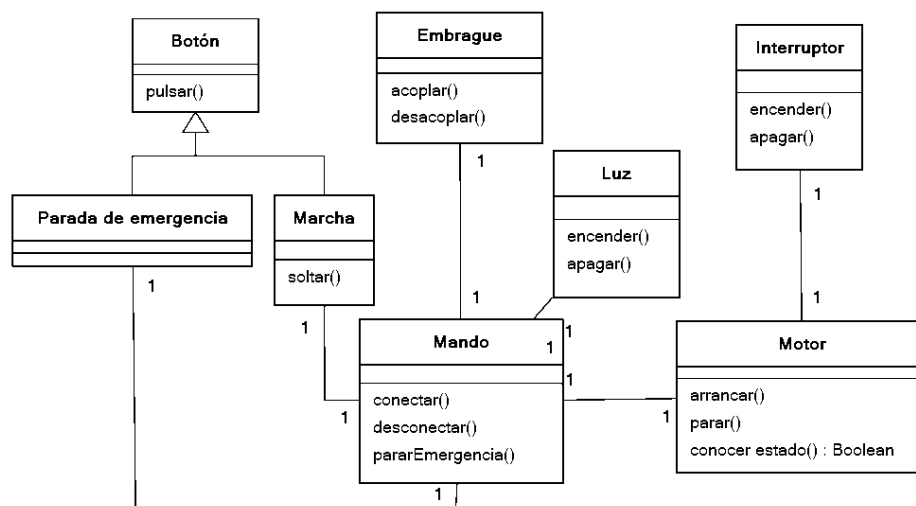 Botón
pulsar()
Embrague
acoplar()
desacoplar()
1
Interruptor
encender()
apagar()
1
Parada de emergencia
1
Marcha
soltar()
1
Luz
encender()
apagar()
1
1
1
Mando
conectar()
desconectar()
pararEmergencia()
1
1
1
1
1
Motor
arrancar()
parar()
conocer estado() : Boolean